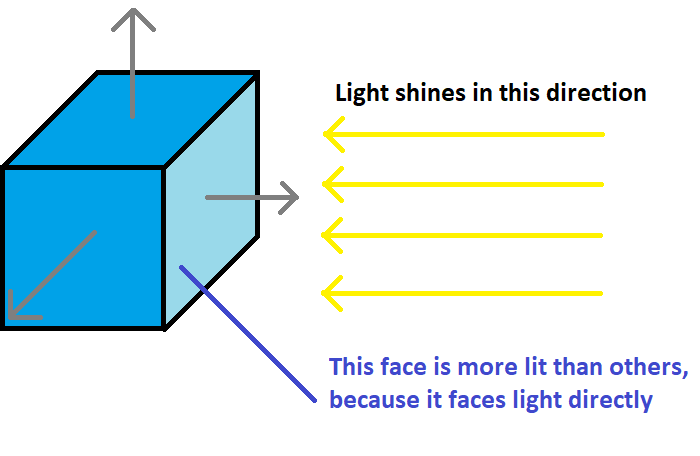 Light shines in this direction
This face is more lit than others,
because it faces light directly